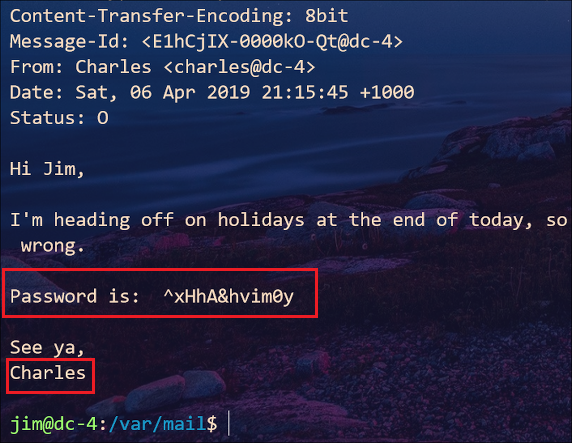 Content-Transfer-Encoding: 8bit
Message-Id: <E1hCjIX-0000kO-Qt@dc-4>
From: Charles <charles@dc-4>
Date: Sat, 06 Apr 2019 21:15:45 +1000
Status: O
Hi Jim,
I'm heading off on holidays at the end of today, so
wrong.
Password is:  ^xHhA&hvim0y
See ya,
Charles
jim@dc-4:/var/mail$